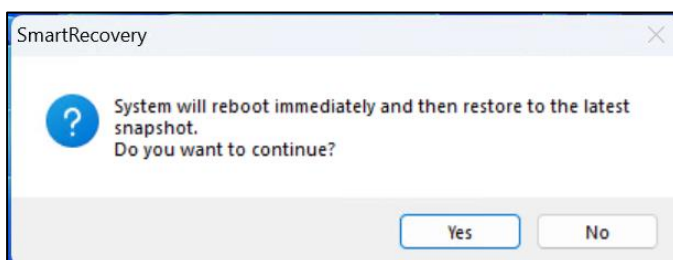 SmartRecovery
System will reboot immediately and then restore to the latest
snapshot.
Do you want to continue?
Yes
No